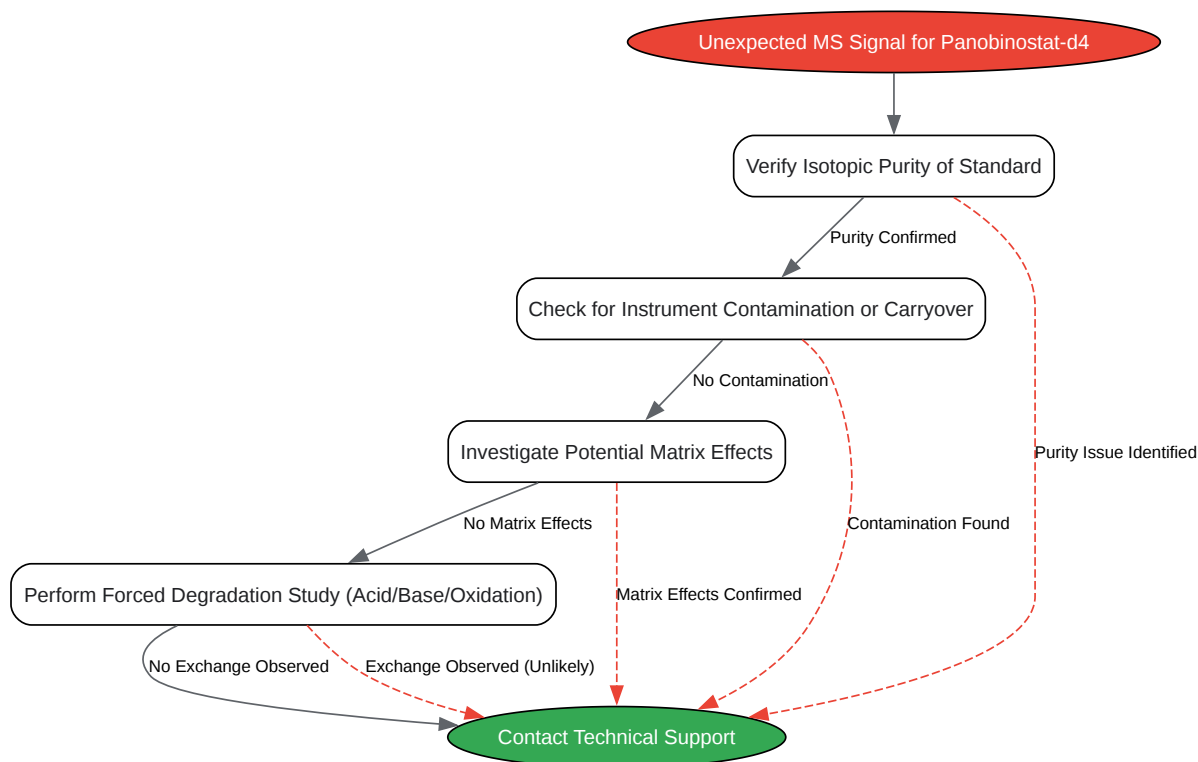 Unexpected MS Signal for Panobinostat-d4
Verify Isotopic Purity of Standard
Purity Confirmed
Check for Instrument Contamination or Carryover
No Contamination
Investigate Potential Matrix Effects
Purity Issue Identified
No Matrix Effects
Contamination Found
Perform Forced Degradation Study (Acid/Base/Oxidation)
Matrix Effects Confirmed
No Exchange Observed
Exchange Observed (Unlikely)
Contact Technical Support